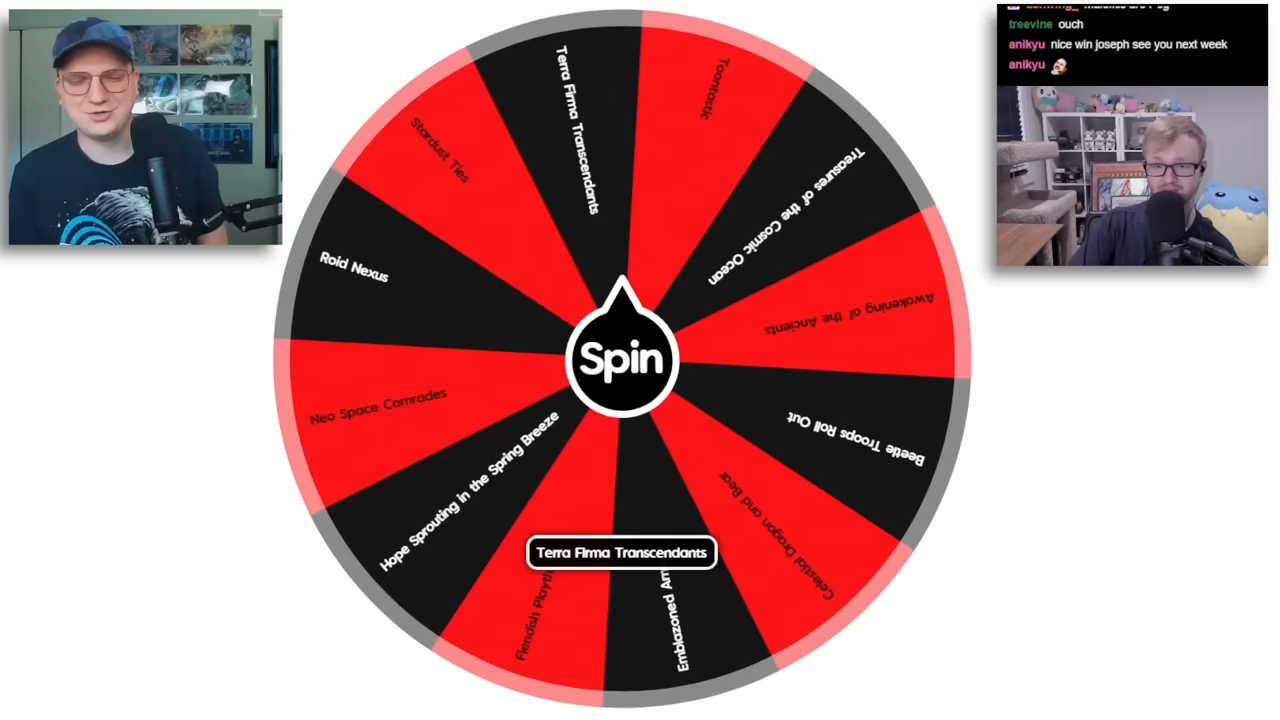 treevine ouch
anikyu nice win joseph see you next week
anikyu
Terra Firma Transcendants
Toontastic
Treasures of the Cosmic Ocean
Awakening of the Ancients
Beetle Troops Roll Out
Celestial Dragon and Bear
Emblazoned
Fiendish
Hope Sprouting in the Spring Breeze
Neo Space Comrades
Roid Nexus
Stardust Ties
Spin
Terra Firma Transcendants